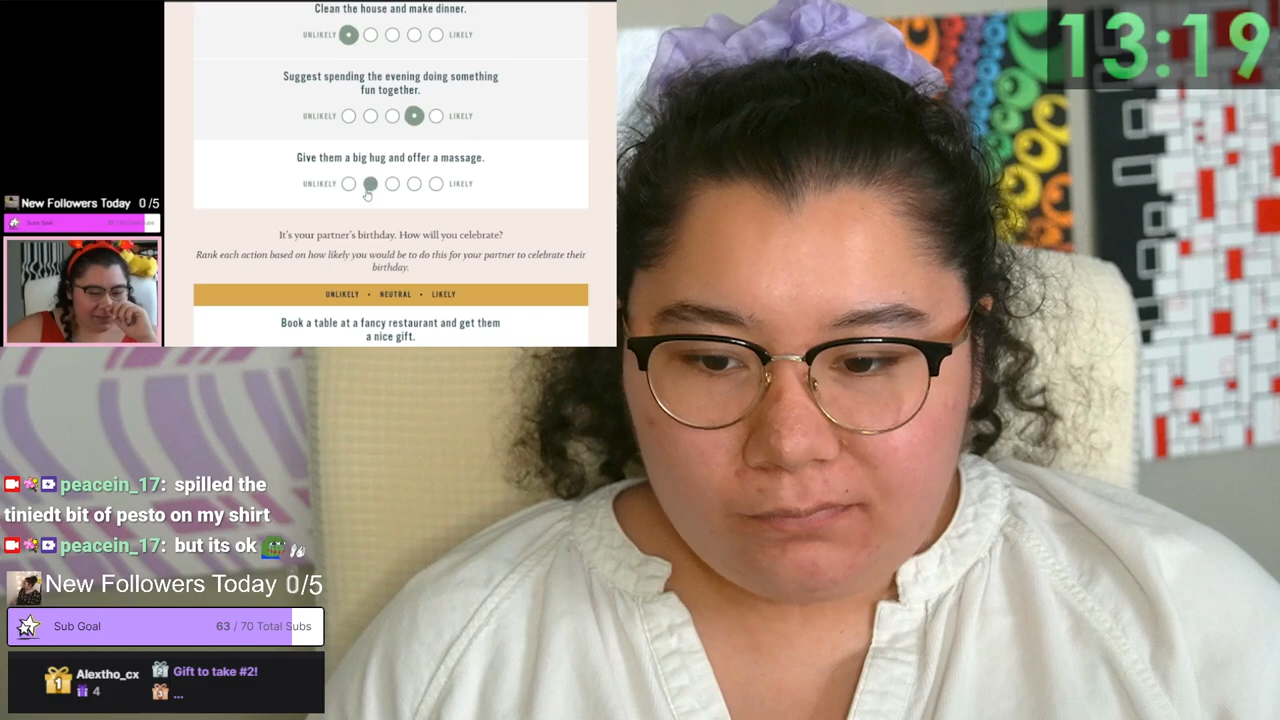 13:19
Clean the house and make dinner.
UNLIKELY LIKELY
Suggest spending the evening doing something
fun together.
UNLIKELY LIKELY
Give them a big hug and offer a massage.
UNLIKELY LIKELY
It's your partner's birthday. How will you celebrate?
Rank each action based on how likely you would be to do this for your partner to celebrate their
birthday.
UNLIKELY • NEUTRAL • LIKELY
Book a table at a fancy restaurant and get them
a nice gift.
New Followers Today 0/5
Sub Goal
peacein_17: spilled the
tiniedt bit of pesto on my shirt
peacein_17: but its ok
New Followers Today 0/5
Sub Goal 63 / 70 Total Subs
1 Alextho_cx 4
2 Gift to take #2!
3 ...